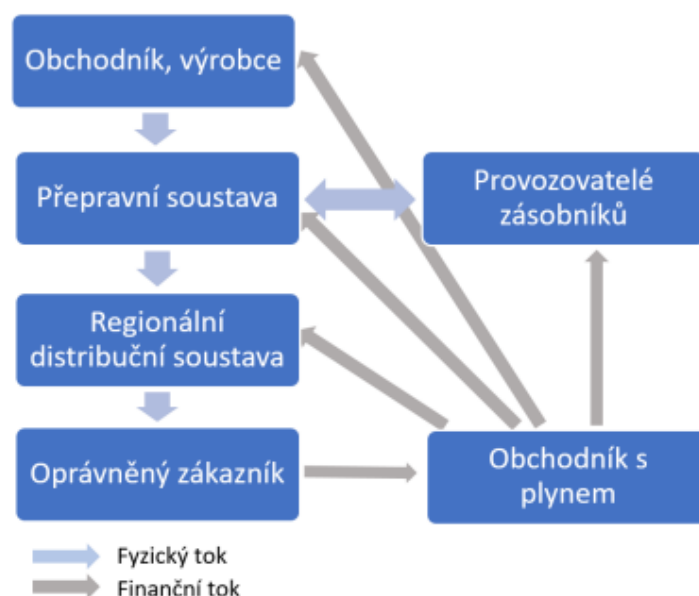 Obchodník, výrobce
Přepravní soustava
Provozovatelé
zásobníků
Regionální
distribuční soustava
Oprávněný zákazník
Obchodník s
plynem
Fyzický tok
Finanční tok